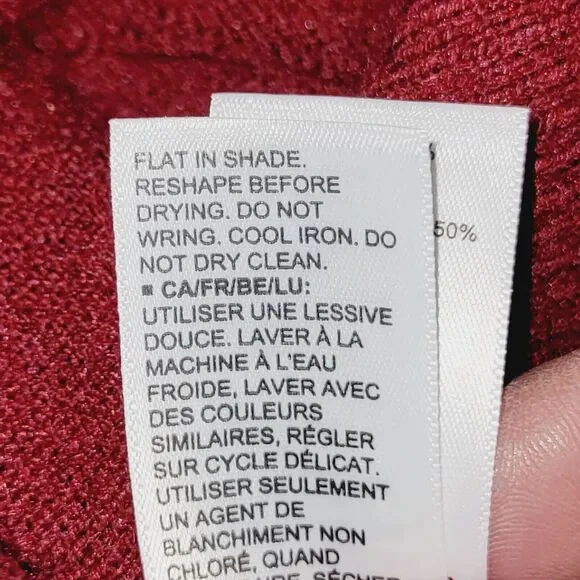 FLAT IN SHADE.
RESHAPE BEFORE
DRYING. DO NOT
WRING. COOL IRON. DO
NOT DRY CLEAN.
■ CA/FR/BE/LU:
UTILISER UNE LESSIVE
DOUCE. LAVER À LA
MACHINE À L'EAU
FROIDE, LAVER AVEC
DES COULEURS
SIMILAIRES, RÉGLER
SUR CYCLE DÉLICAT.
UTILISER SEULEMENT
UN AGENT DE
BLANCHIMENT NON
CHLORÉ, QUAND
50%